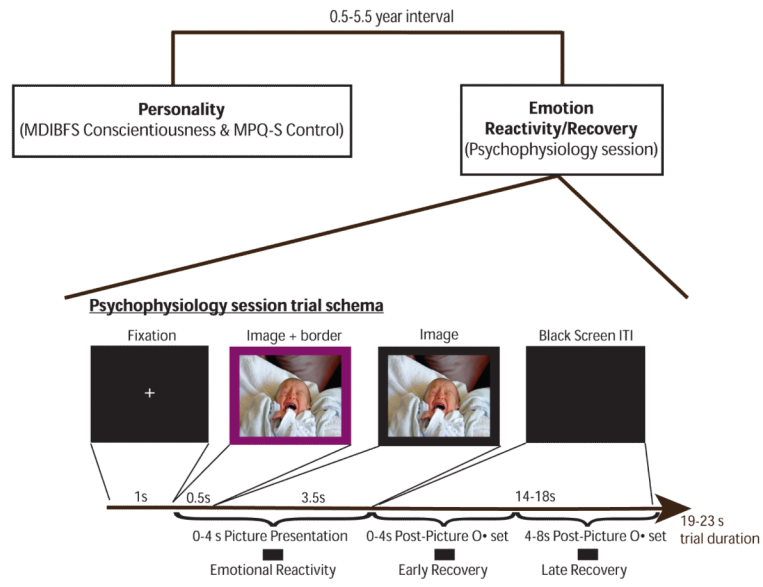 0.5-5.5 year interval
Personality
(MDIBFS Conscientiousness & MPQ-S Control)
Emotion
Reactivity/Recovery
(Psychophysiology session)
Psychophysiology session trial schema
Fixation
Image + border
Image
Black Screen ITI
1s
0.5s
3.5s
14-18s
19-23 s
trial duration
0-4 s Picture Presentation
0-4s Post-Picture O• set
4-8s Post-Picture O• set
Emotional Reactivity
Early Recovery
Late Recovery